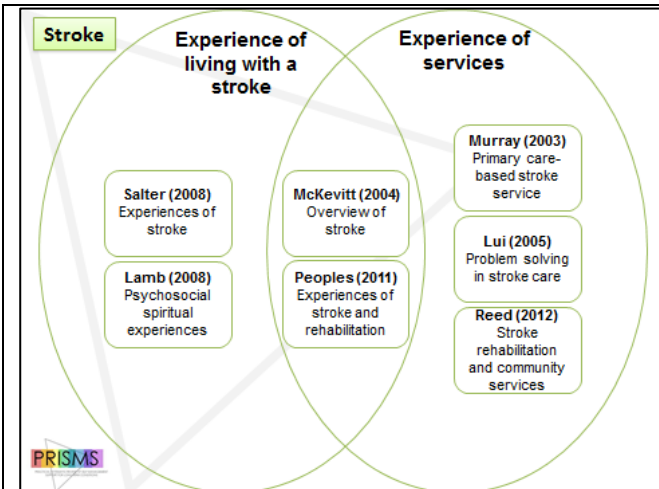 Stroke
Experience of
living with a
stroke
Experience of
services
Salter (2008)
Experiences of
stroke
Lamb (2008)
Psychosocial
spiritual
experiences
McKevitt (2004)
Overview of
stroke
Peoples (2011)
Experiences of
stroke and
rehabilitation
Murray (2003)
Primary care-
based stroke
service
Lui (2005)
Problem solving
in stroke care
Reed (2012)
Stroke
rehabilitation
and community
services
PRISMS